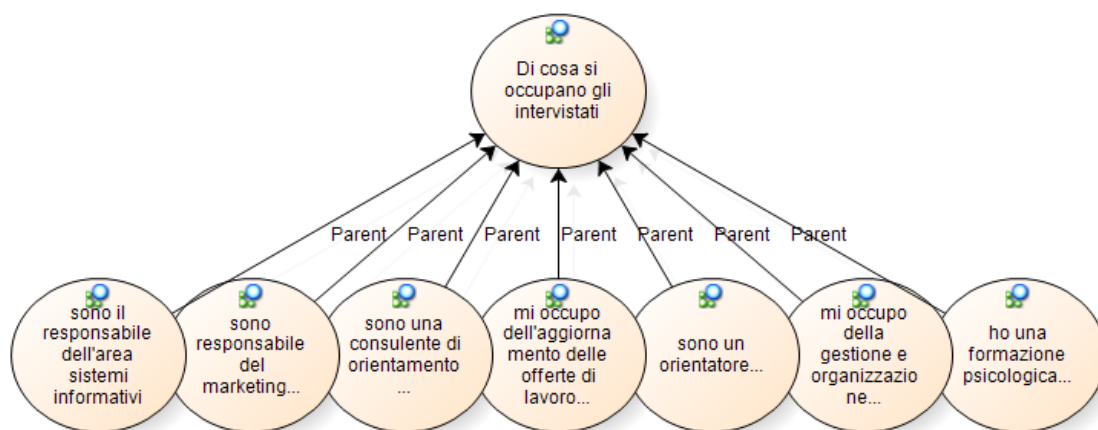 Di cosa si
occupano gli
intervistati
Parent
Parent
Parent
Parent
Parent
Parent
Parent
sono il
responsabile
dell'area
sistemi
informativi
sono
responsabile
del
marketing...
sono una
consulente di
orientamento
...
mi occupo
dell'aggiorna
mento delle
offerte di
lavoro...
sono un
orientatore...
mi occupo
della
gestione e
organizzazio
ne...
ho una
formazione
psicologica...